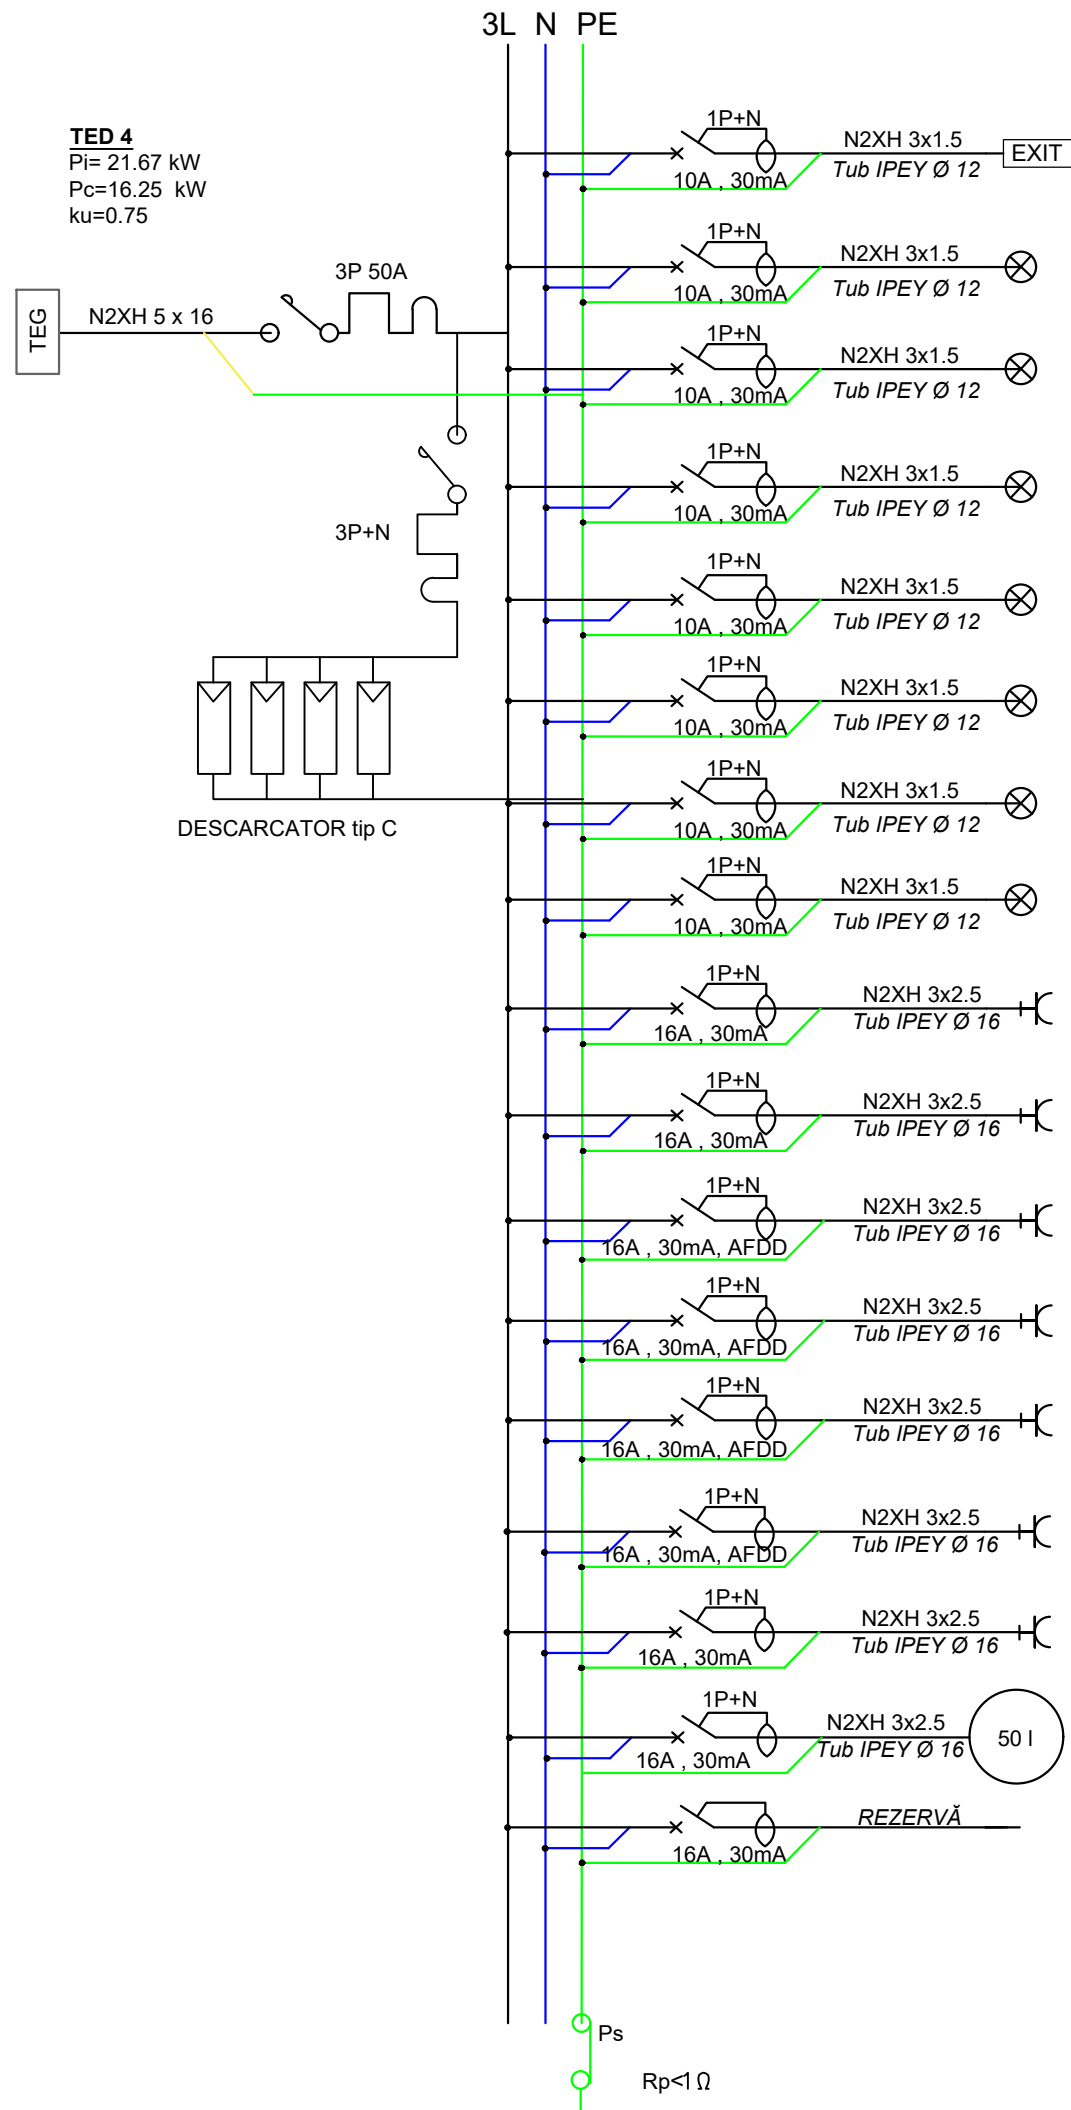 3L N PE
TED 4
Pi= 21.67 kW
Pc=16.25 kW
ku=0.75
TEG
N2XH 5 x 16
3P 50A
3P+N
DESCARCATOR tip C
1P+N
N2XH 3x1.5
EXIT
10A , 30mA
Tub IPEY Ø 12
1P+N
N2XH 3x1.5
10A , 30mA
Tub IPEY Ø 12
1P+N
N2XH 3x1.5
10A , 30mA
Tub IPEY Ø 12
1P+N
N2XH 3x1.5
10A , 30mA
Tub IPEY Ø 12
1P+N
N2XH 3x1.5
10A , 30mA
Tub IPEY Ø 12
1P+N
N2XH 3x1.5
10A , 30mA
Tub IPEY Ø 12
1P+N
N2XH 3x1.5
10A , 30mA
Tub IPEY Ø 12
1P+N
N2XH 3x1.5
10A , 30mA
Tub IPEY Ø 12
1P+N
N2XH 3x2.5
16A , 30mA
Tub IPEY Ø 16
1P+N
N2XH 3x2.5
16A , 30mA
Tub IPEY Ø 16
1P+N
N2XH 3x2.5
16A , 30mA, AFDD
Tub IPEY Ø 16
1P+N
N2XH 3x2.5
16A , 30mA, AFDD
Tub IPEY Ø 16
1P+N
N2XH 3x2.5
16A , 30mA, AFDD
Tub IPEY Ø 16
1P+N
N2XH 3x2.5
16A , 30mA, AFDD
Tub IPEY Ø 16
1P+N
N2XH 3x2.5
16A , 30mA
Tub IPEY Ø 16
1P+N
N2XH 3x2.5
16A , 30mA
Tub IPEY Ø 16
50 l
REZERVĂ
16A , 30mA
Ps
Rp<1 Ω